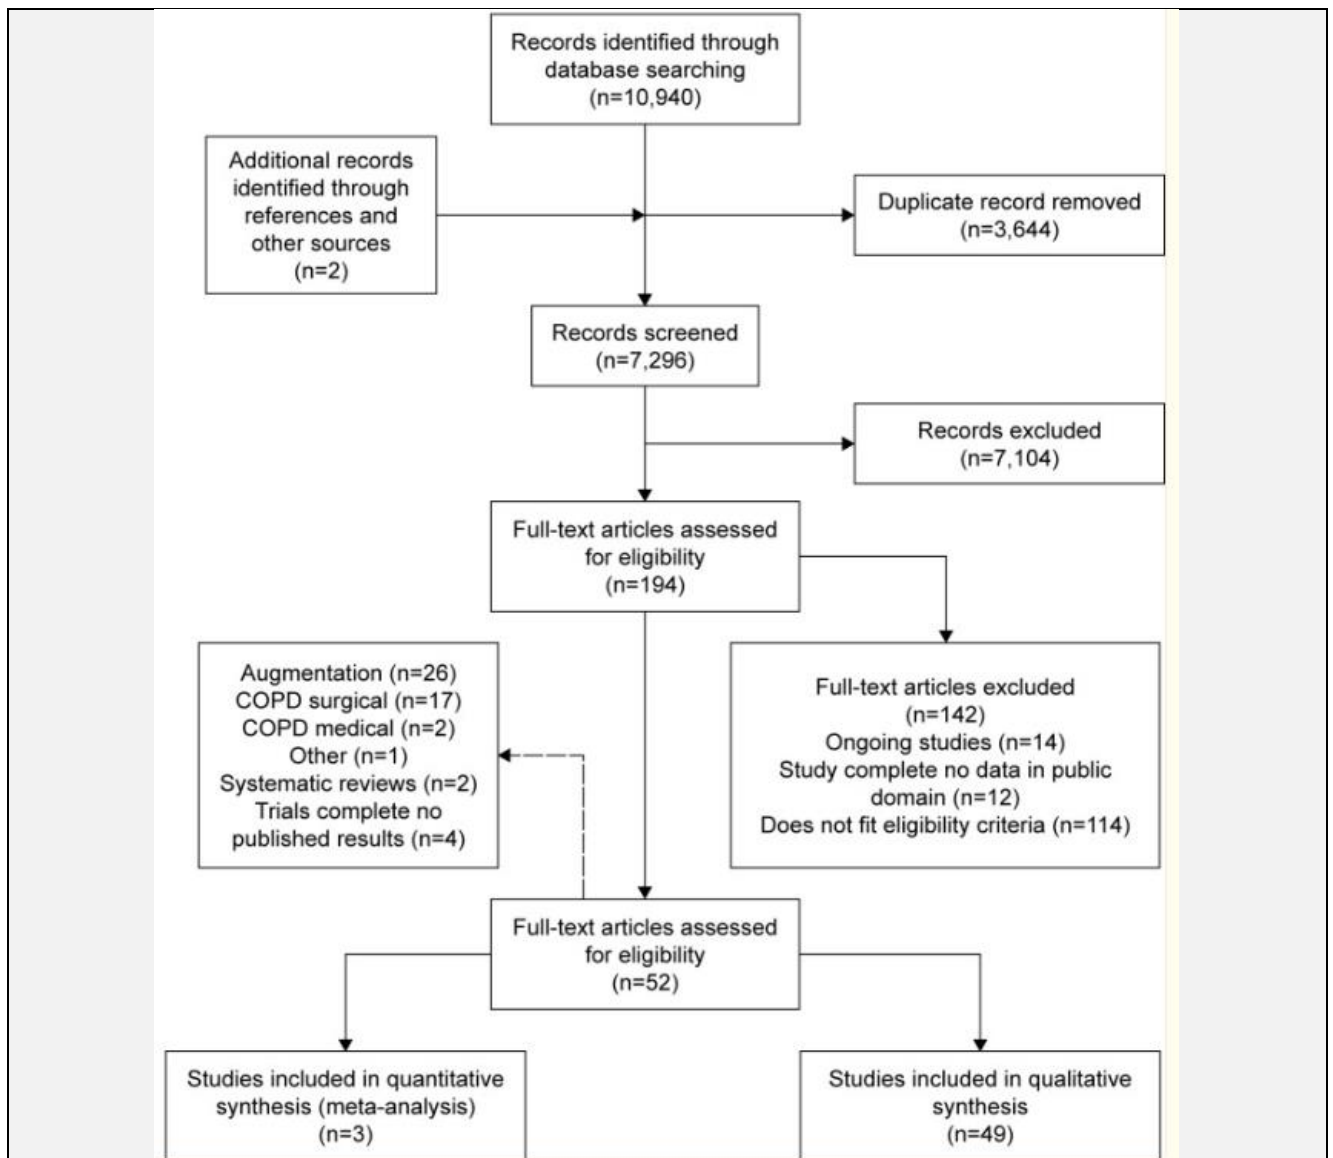 Records identified through
database searching
(n=10,940)
Additional records
identified through
references and
other sources
(n=2)
Duplicate record removed
(n=3,644)
Records screened
(n=7,296)
Records excluded
(n=7,104)
Full-text articles assessed
for eligibility
(n=194)
Augmentation (n=26)
COPD surgical (n=17)
COPD medical (n=2)
Other (n=1)
Systematic reviews (n=2)
Trials complete no
published results (n=4)
Full-text articles excluded
(n=142)
Ongoing studies (n=14)
Study complete no data in public
domain (n=12)
Does not fit eligibility criteria (n=114)
Full-text articles assessed
for eligibility
(n=52)
Studies included in quantitative
synthesis (meta-analysis)
(n=3)
Studies included in qualitative
synthesis
(n=49)